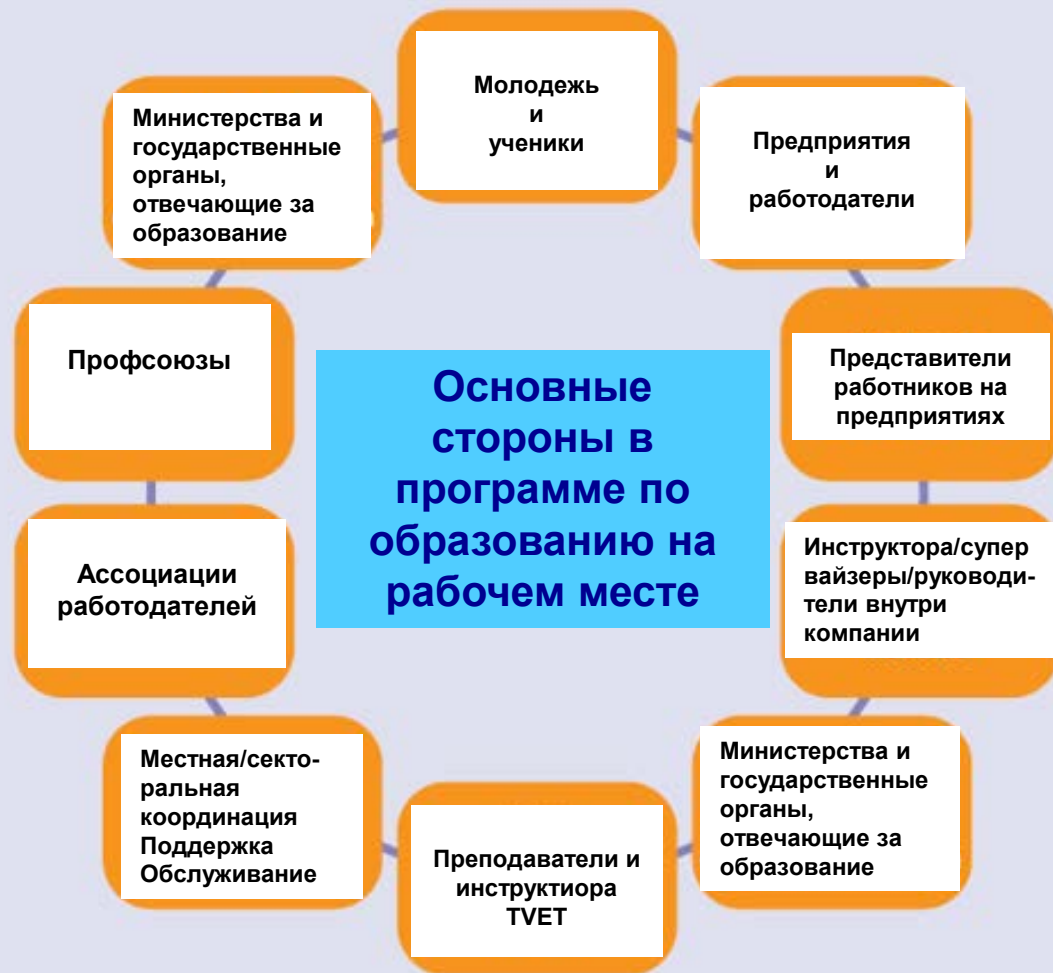 Молодежь
и
ученики
Министерства и
государственные
органы,
отвечающие за
образование
Предприятия
и
работодатели
Профсоюзы
Представители
работников на
предприятиях
Основные
стороны в
программе по
образованию на
рабочем месте
Ассоциации
работодателей
Инструктора/супер
вайзеры/руководи-
тели внутри
компании
Местная/секто-
ральная
координация
Поддержка
Обслуживание
Преподаватели и
инструктиора
TVET
Министерства и
государственные
органы,
отвечающие за
образование